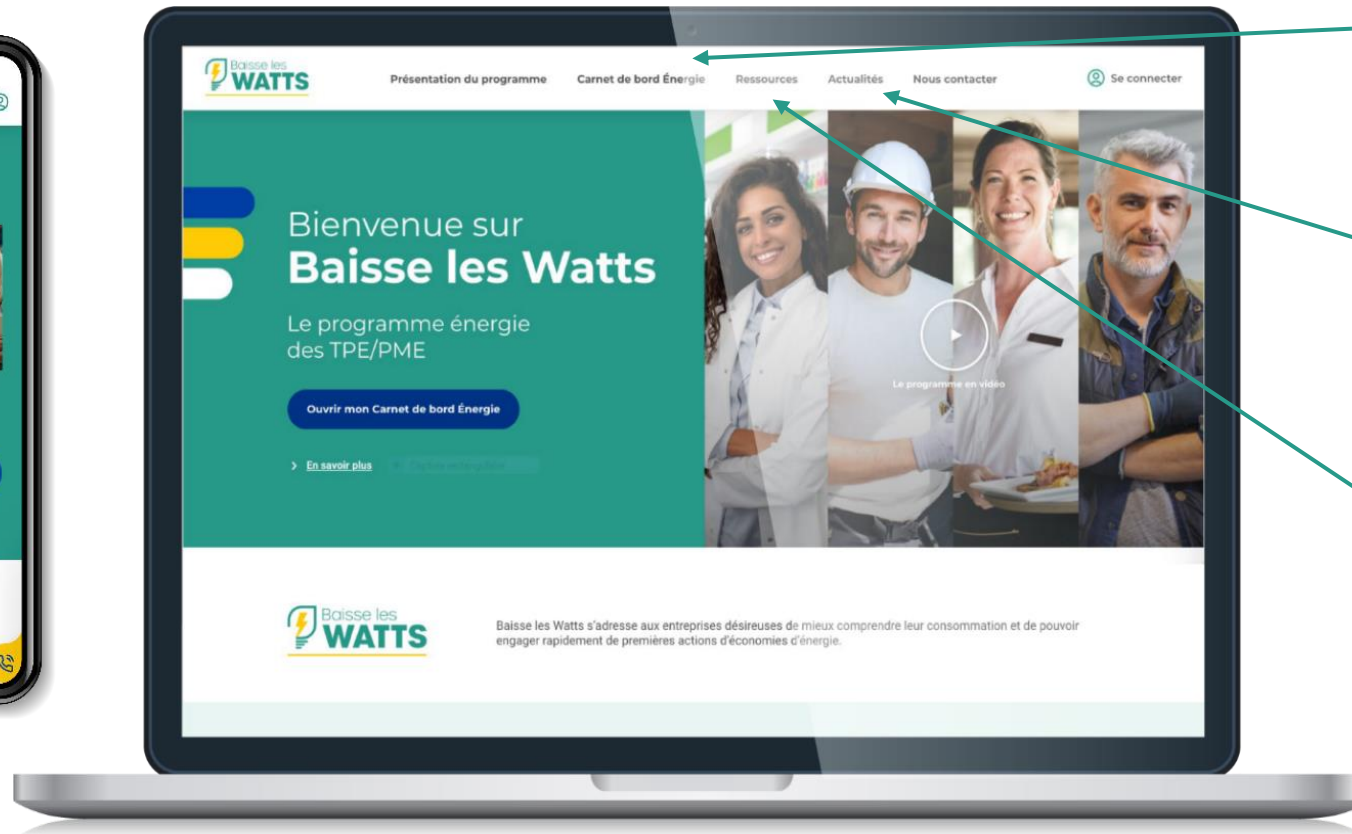 Baisse les
WATTS
Présentation du programme Carnet de bord Énergie Ressources Actualités Nous contacter Se connecter
Bienvenue sur
Baisse les Watts
Le programme énergie
des TPE/PME
Ouvrir mon Carnet de bord Énergie
> En savoir plus
Le programme en vidéo
Baisse les
WATTS
Baisse les Watts s'adresse aux entreprises désireuses de mieux comprendre leur consommation et de pouvoir
engager rapidement de premières actions d'économies d'énergie.